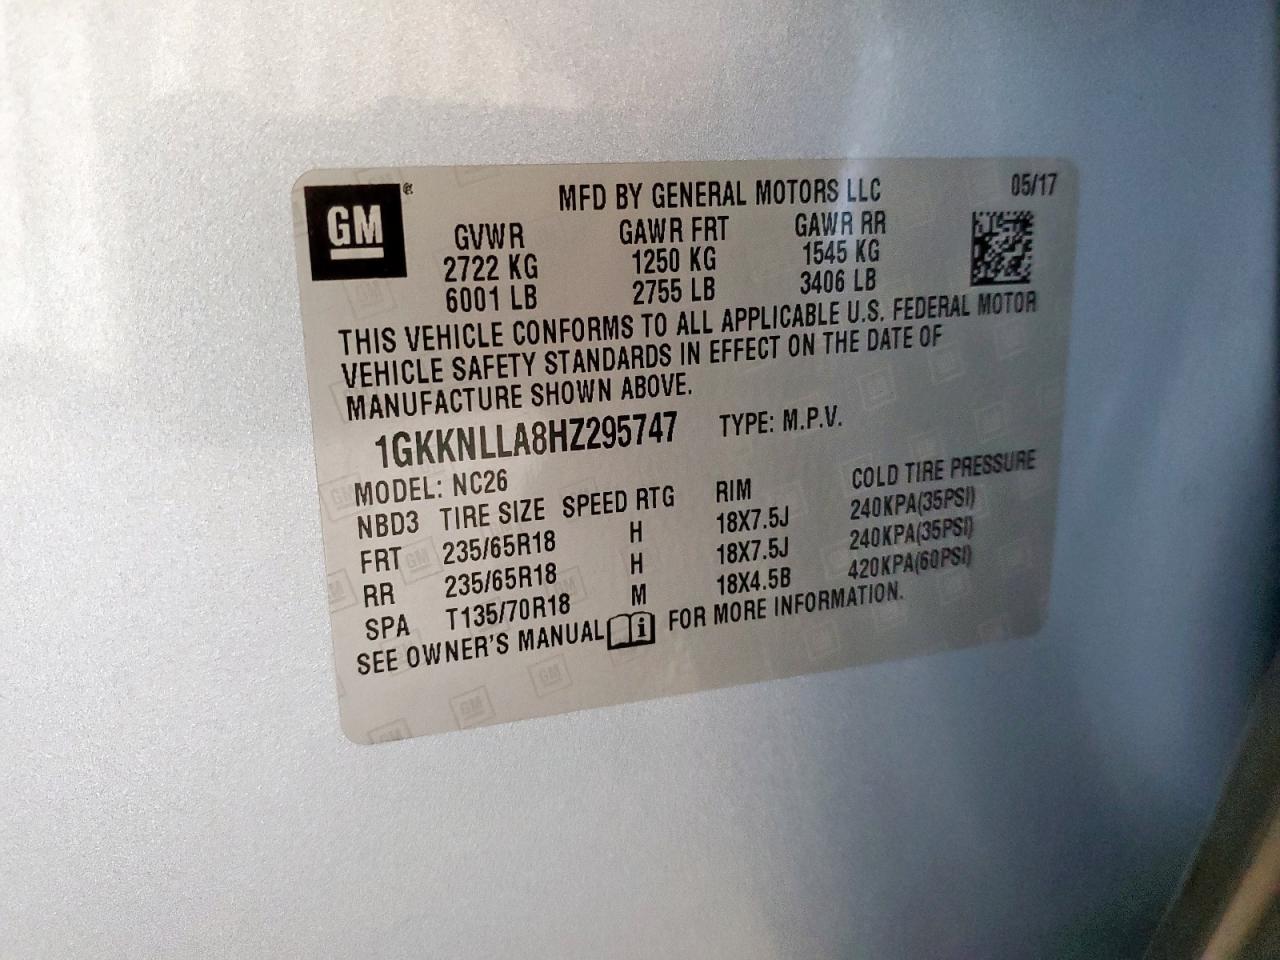 GM® MFD BY GENERAL MOTORS LLC 05/17
GVWR GAWR FRT GAWR RR
2722 KG 1250 KG 1545 KG
6001 LB 2755 LB 3406 LB
THIS VEHICLE CONFORMS TO ALL APPLICABLE U.S. FEDERAL MOTOR
VEHICLE SAFETY STANDARDS IN EFFECT ON THE DATE OF
MANUFACTURE SHOWN ABOVE.
1GKKNLLA8HZ295747 TYPE: M.P.V.
MODEL: NC26
NBD3 TIRE SIZE SPEED RTG RIM COLD TIRE PRESSURE
FRT 235/65R18 H 18X7.5J 240KPA(35PSI)
RR 235/65R18 H 18X7.5J 240KPA(35PSI)
SPA T135/70R18 M 18X4.5B 420KPA(60PSI)
SEE OWNER'S MANUAL i FOR MORE INFORMATION.